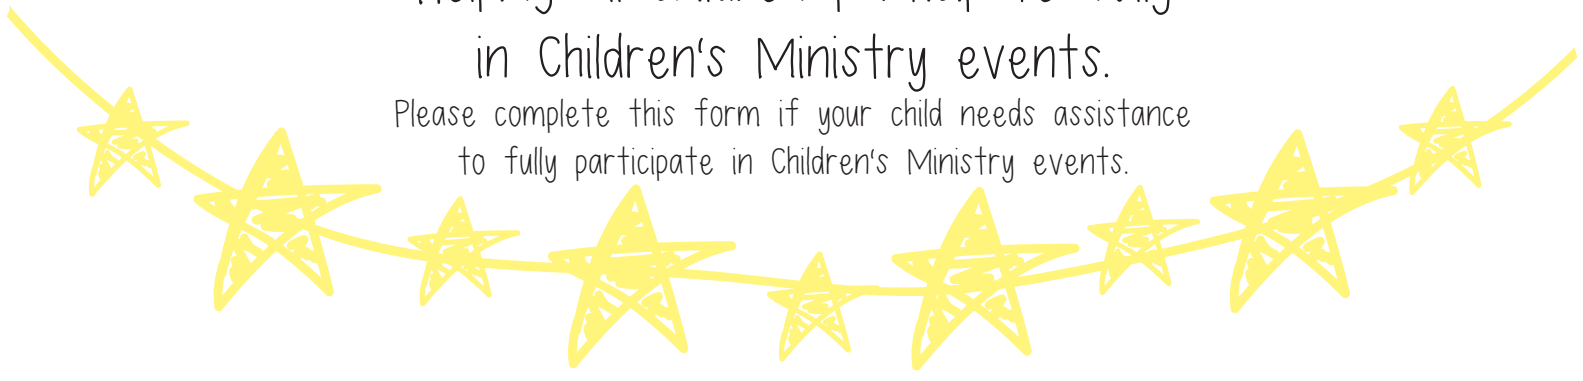 in Children's Ministry events.
Please complete this form if your child needs assistance
to fully participate in Children's Ministry events.